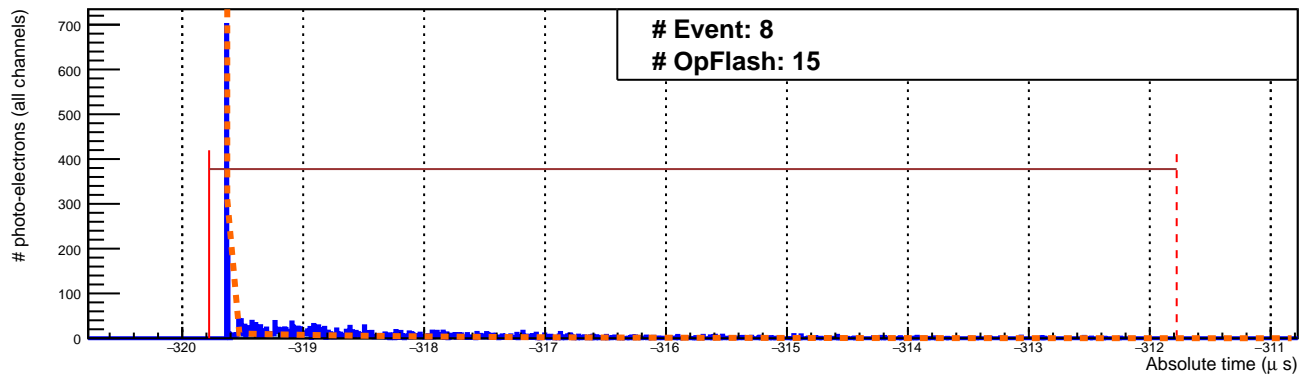 # Event: 8
# OpFlash: 15
# photo-electrons (all channels)
700
600
500
400
300
200
100
0
−320 −319 −318 −317 −316 −315 −314 −313 −312 −311
Absolute time (μ s)